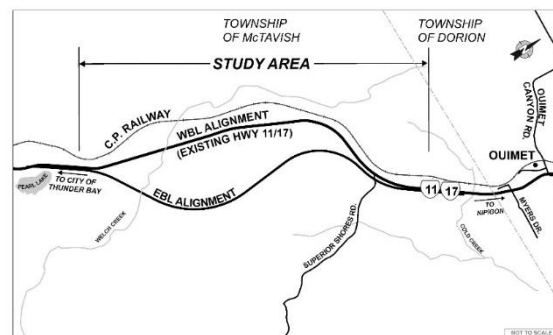 TOWNSHIP
OF McTAVISH
TOWNSHIP
OF DORION
STUDY AREA
C.P. RAILWAY
WBL ALIGNMENT
(EXISTING HWY 11/17)
OUIMET
CANYON RD.
OUIMET
PEARL LAKE
TO CITY OF
THUNDER BAY
EBL ALIGNMENT
11
17
TO
NIPIGON
MYERS DR.
WELCH CREEK
COLD CREEK
SUPERIOR SHORES RD.
NOT TO SCALE